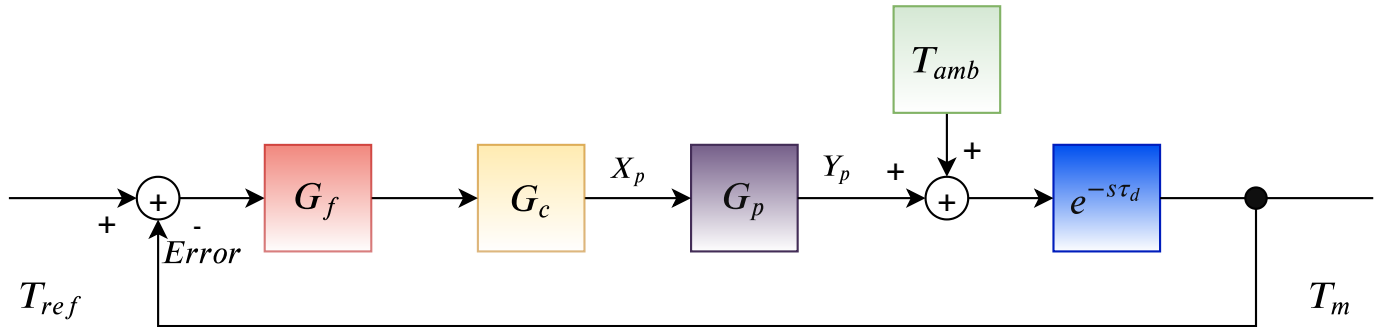 T_amb
+
X_p
Y_p
+
+
G_f
G_c
G_p
+
e^{-sτ_d}
+
-
Error
T_ref
T_m